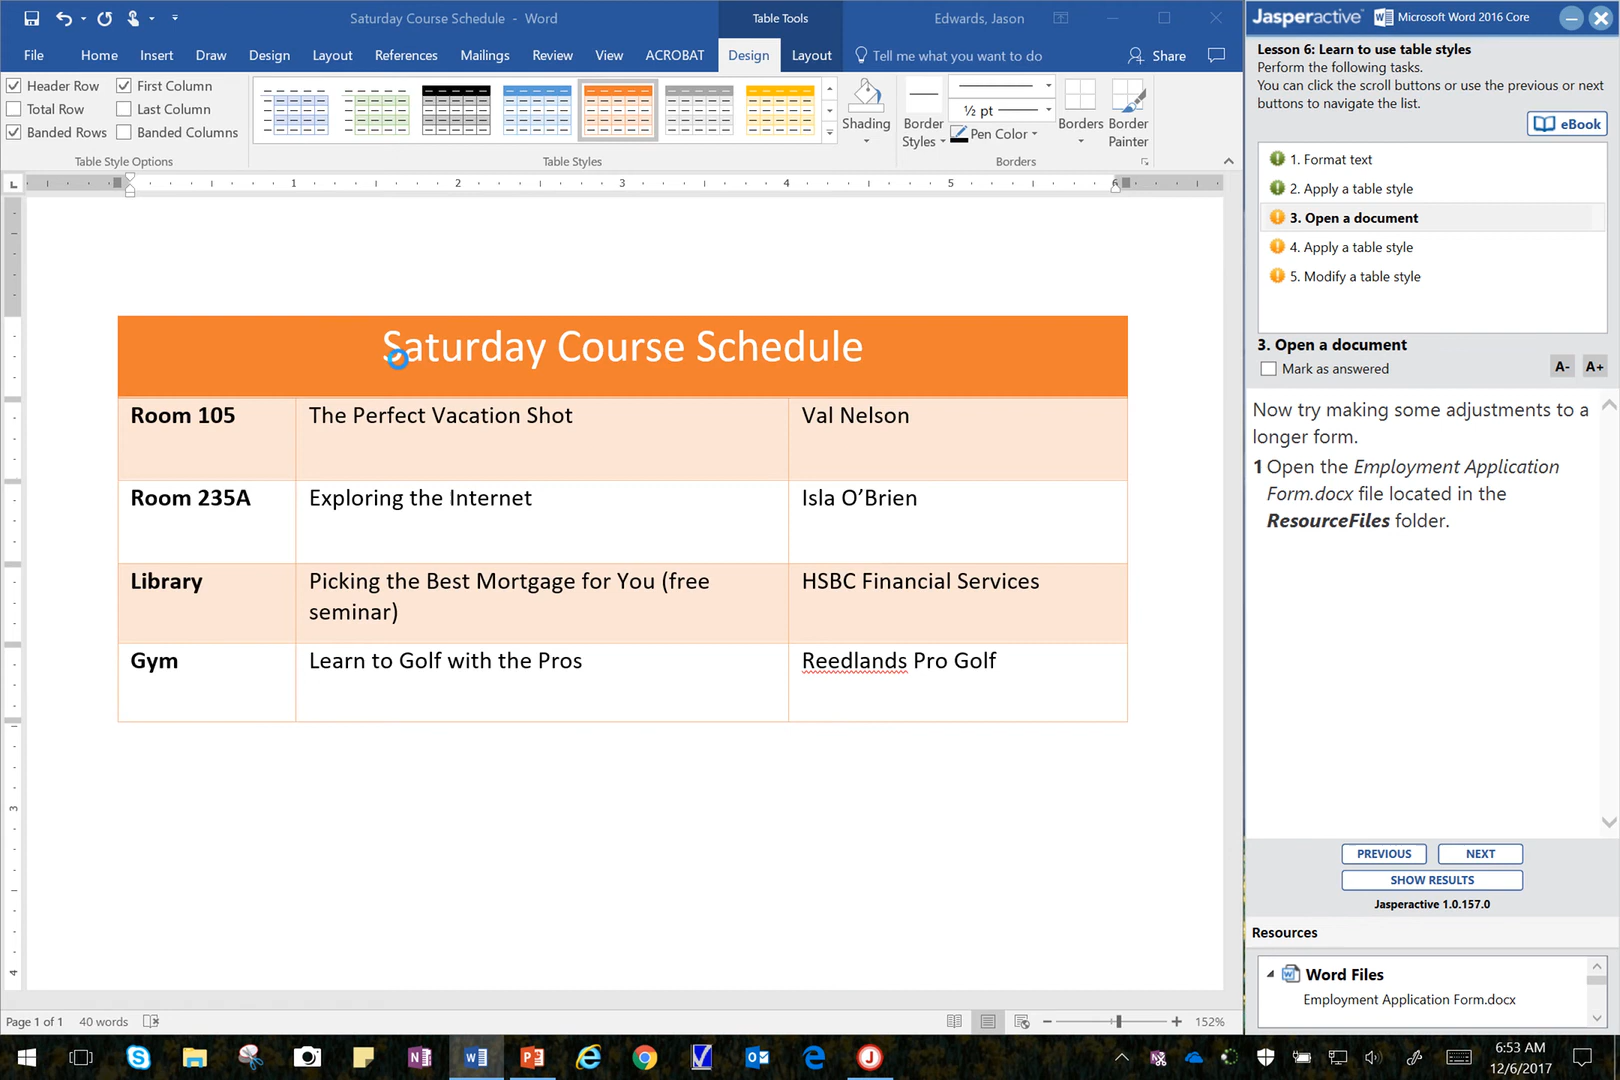 Saturday Course Schedule - Word
Table Tools
Edwards, Jason
File Home Insert Draw Design Layout References Mailings Review View ACROBAT Design Layout Tell me what you want to do Share
Header Row First Column
Total Row Last Column
Banded Rows Banded Columns
Table Style Options
Table Styles
Shading
Border Styles
½ pt
Pen Color
Borders
Border Painter
Borders
L
1 2 3 4 5 6
Saturday Course Schedule
Room 105 The Perfect Vacation Shot Val Nelson
Room 235A Exploring the Internet Isla O’Brien
Library Picking the Best Mortgage for You (free HSBC Financial Services
seminar)
Gym Learn to Golf with the Pros Reedlands Pro Golf
3
4
Page 1 of 1 40 words
152%
Jasperactive Microsoft Word 2016 Core
Lesson 6: Learn to use table styles
Perform the following tasks.
You can click the scroll buttons or use the previous or next
buttons to navigate the list.
eBook
1. Format text
2. Apply a table style
3. Open a document
4. Apply a table style
5. Modify a table style
3. Open a document
Mark as answered
A- A+
Now try making some adjustments to a
longer form.
1 Open the Employment Application
Form.docx file located in the
ResourceFiles folder.
PREVIOUS NEXT
SHOW RESULTS
Jasperactive 1.0.157.0
Resources
Word Files
Employment Application Form.docx
6:53 AM
12/6/2017